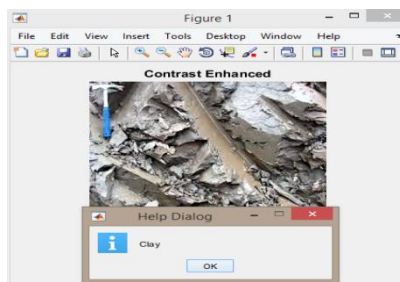 Figure 1
File Edit View Insert Tools Desktop Window Help
Contrast Enhanced
Help Dialog
Clay
OK